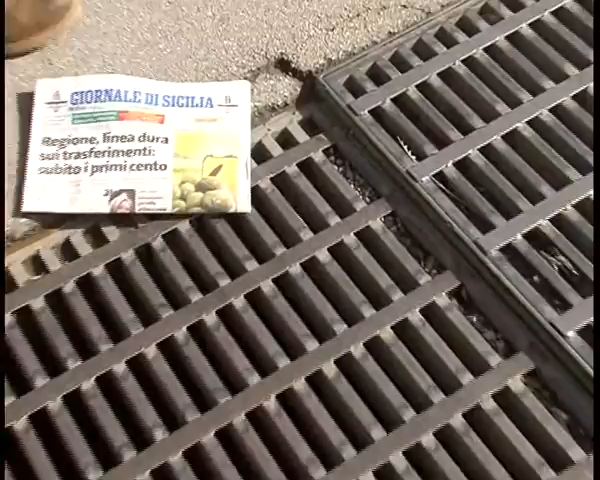 GIORNALE DI SICILIA
Regione, linea dura
sui trasferimenti:
subito i primi cento